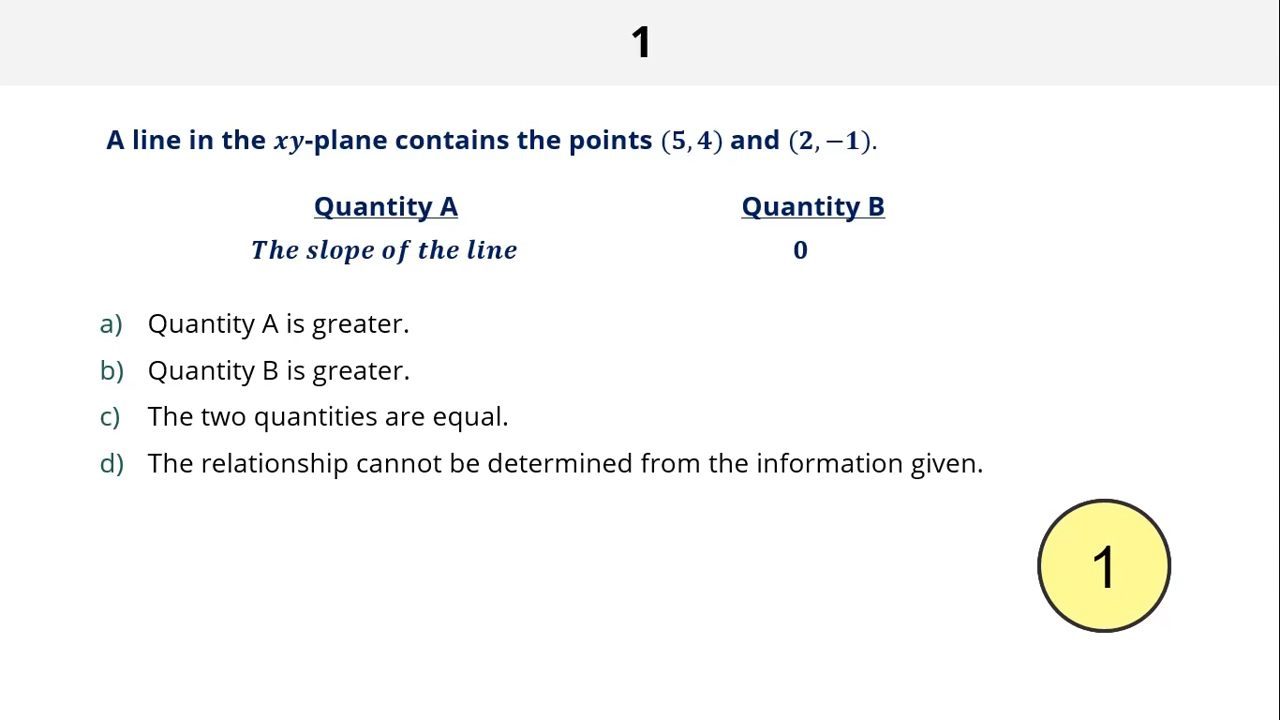 1
A line in the xy-plane contains the points (5, 4) and (2, −1).
Quantity A Quantity B
The slope of the line 0
a) Quantity A is greater.
b) Quantity B is greater.
c) The two quantities are equal.
d) The relationship cannot be determined from the information given.
1